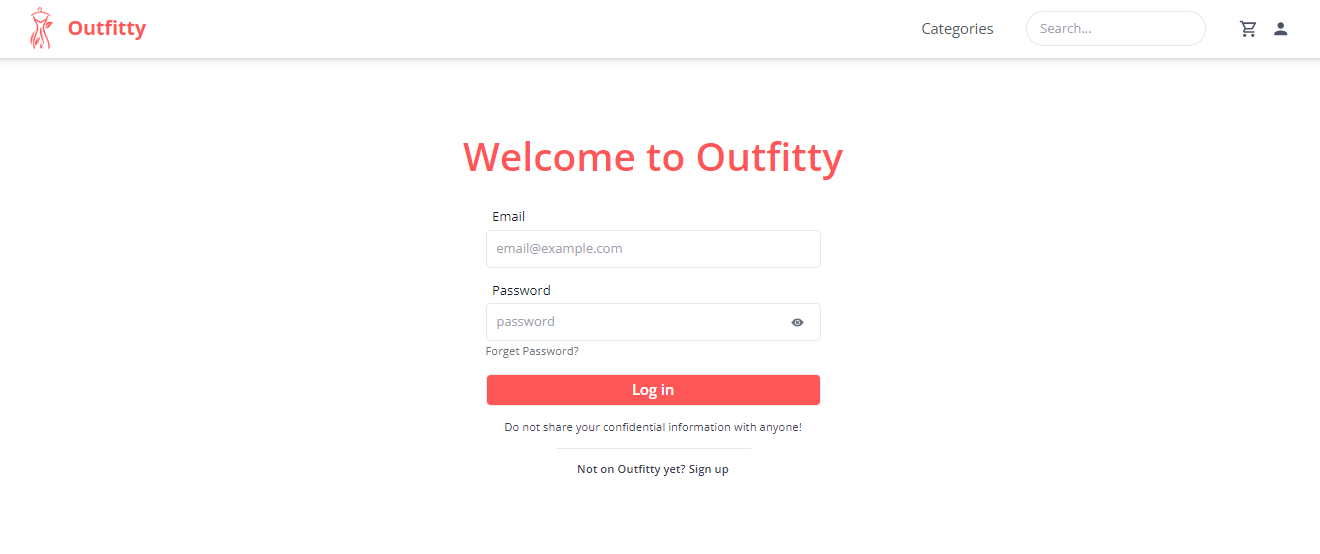 Outfitty
Categories
Search...
Welcome to Outfitty
Email
email@example.com
Password
password
Forget Password?
Log in
Do not share your confidential information with anyone!
Not on Outfitty yet? Sign up